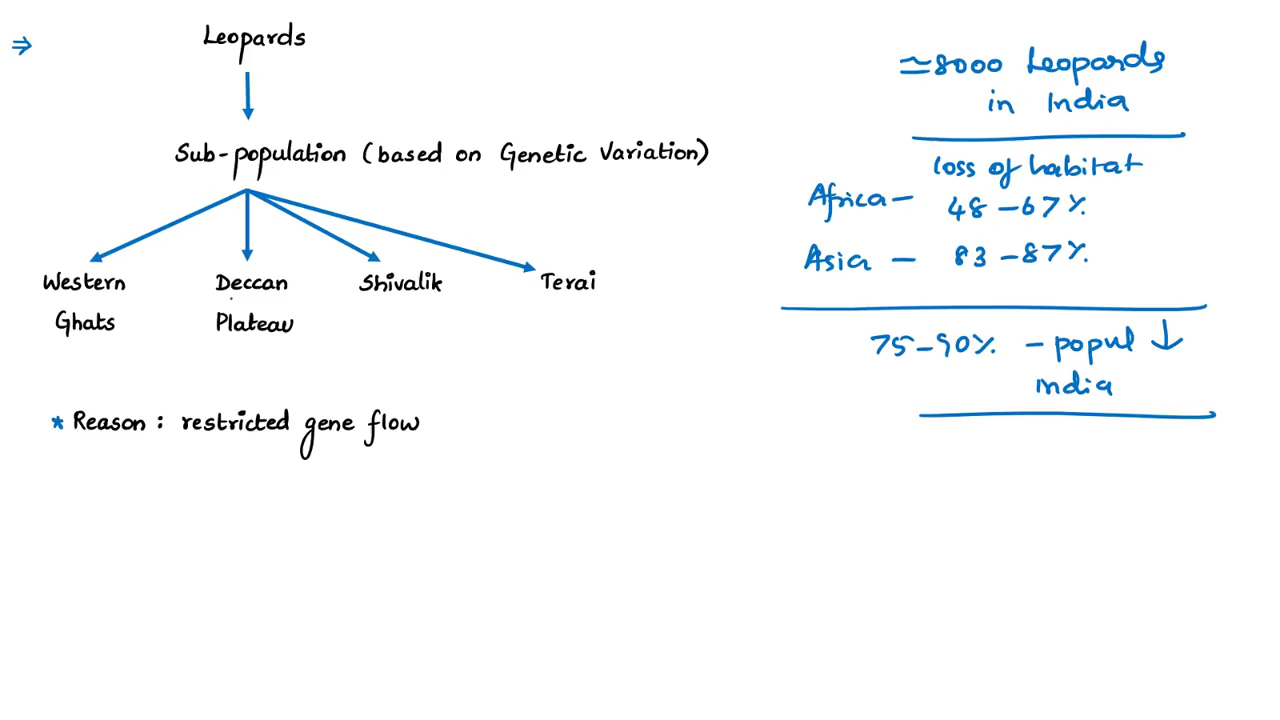 ⇒ Leopards
Sub-population (based on Genetic Variation)
Western Ghats
Deccan Plateau
Shivalik
Terai
* Reason : restricted gene flow
≃8000 Leopards
in India
loss of habitat
Africa – 48 – 67%
Asia – 83 – 87%
75 – 90% – popul ↓
India